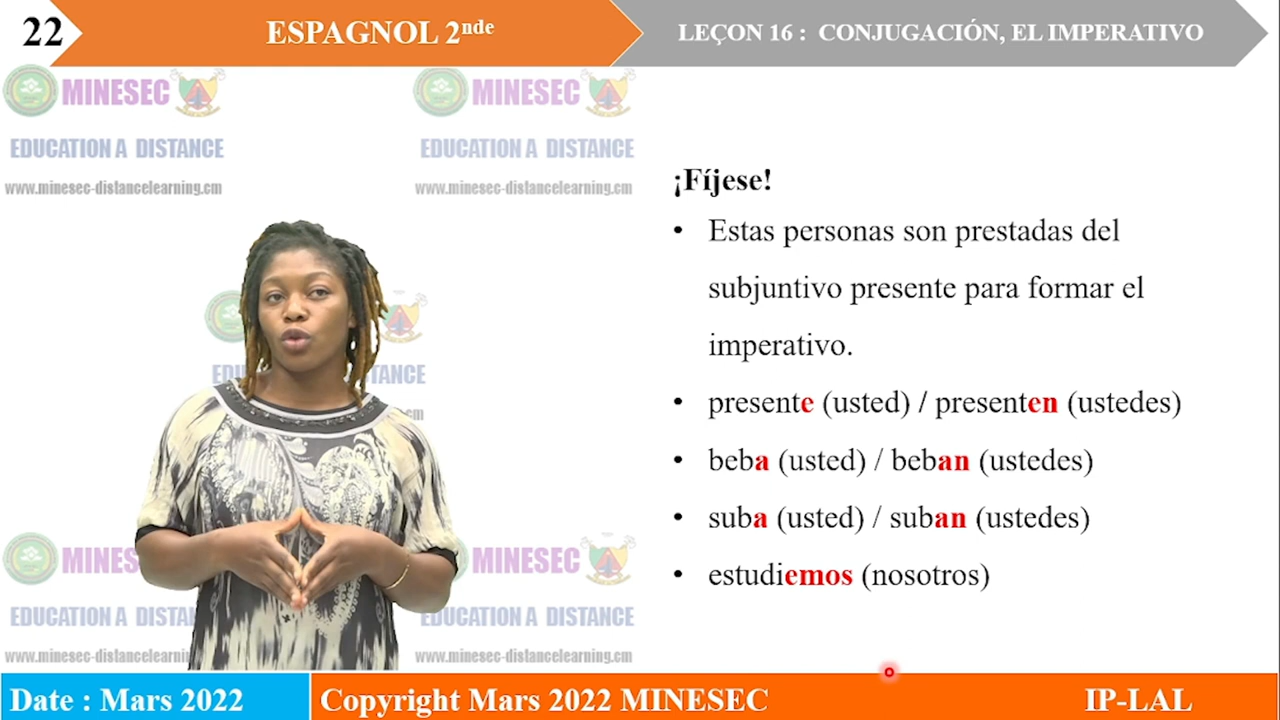 22
ESPAGNOL 2nde
LEÇON 16 : CONJUGACIÓN, EL IMPERATIVO
MINESEC
MINESEC
EDUCATION A DISTANCE
EDUCATION A DISTANCE
www.minesec-distancelearning.cm
www.minesec-distancelearning.cm
¡Fíjese!
• Estas personas son prestadas del
subjuntivo presente para formar el
imperativo.
• presente (usted) / presenten (ustedes)
• beba (usted) / beban (ustedes)
• suba (usted) / suban (ustedes)
• estudiemos (nosotros)
MINESEC
EDUCATION A DISTANCE
www.minesec-distancelearning.cm
Date : Mars 2022
Copyright Mars 2022 MINESEC
IP-LAL